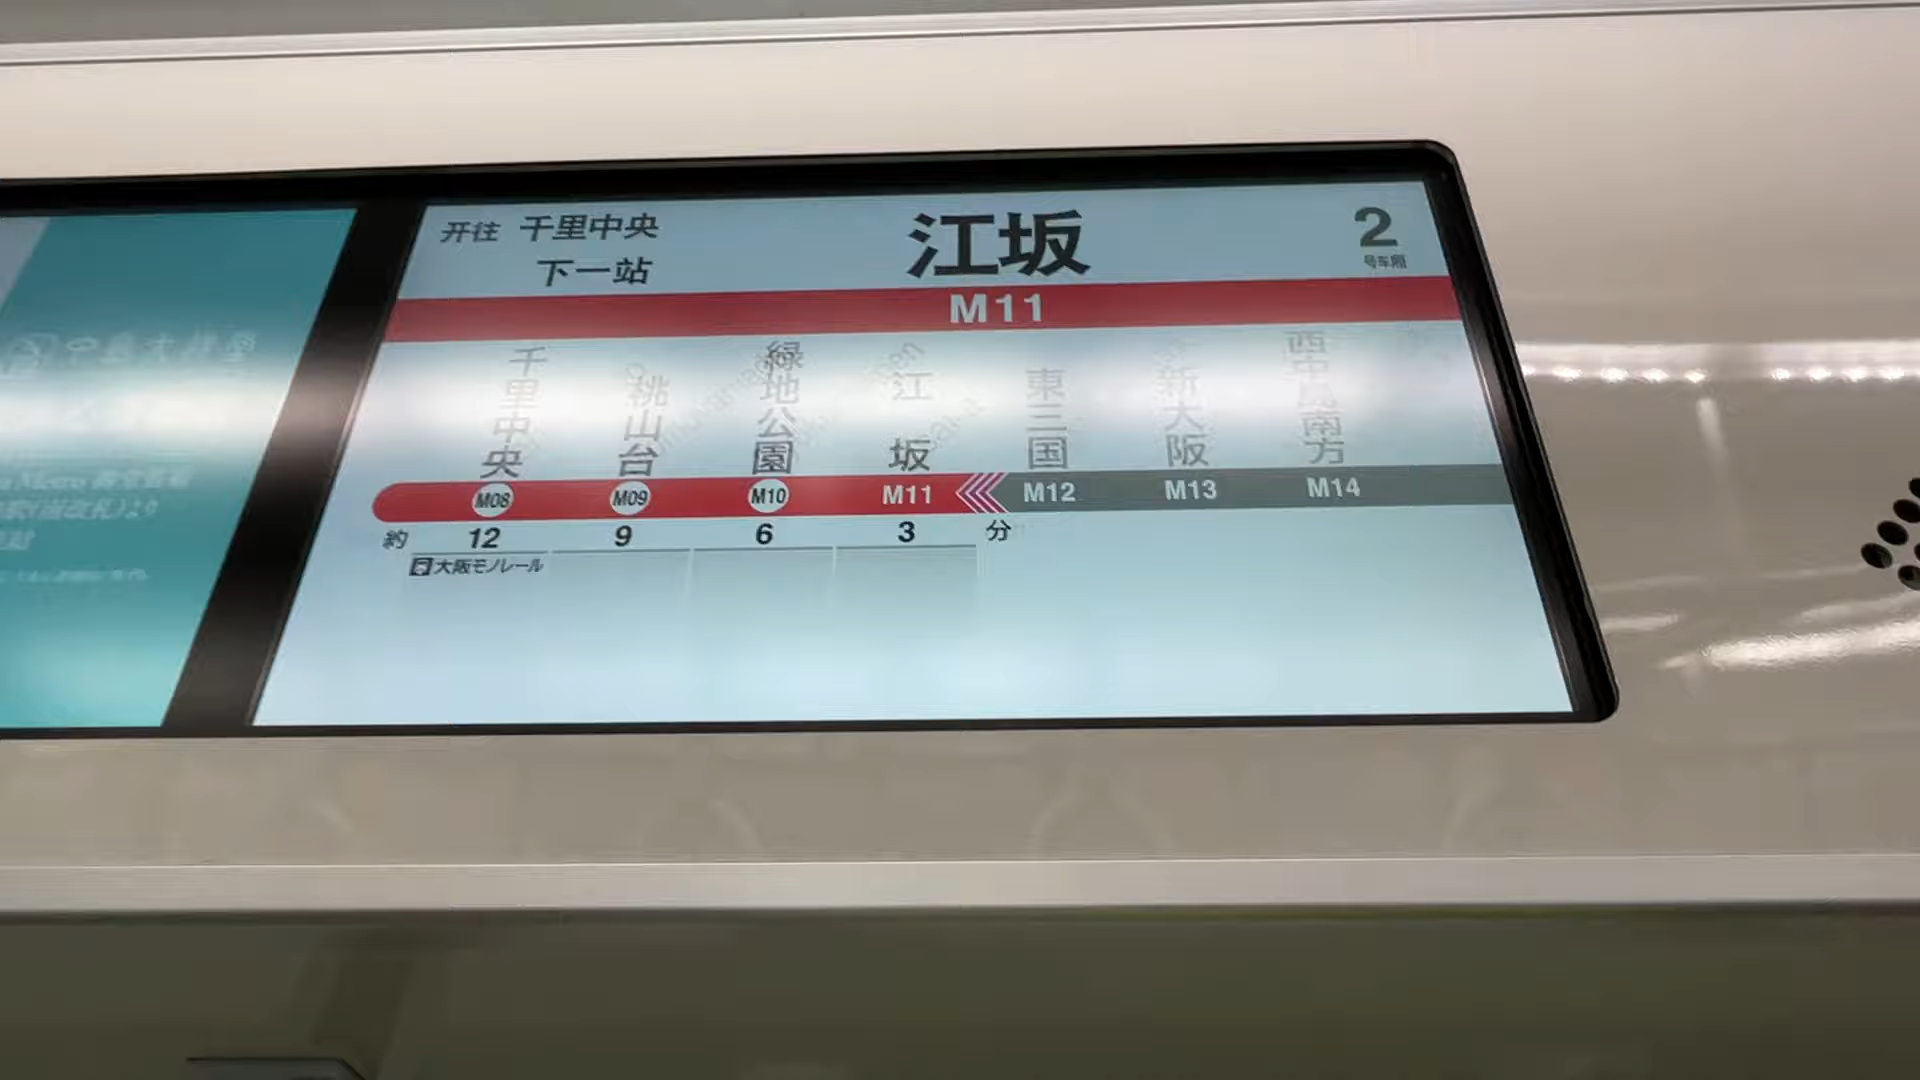 开往 千里中央
下一站
江坂
2
号车厢
M11
千里中央
桃山台
緑地公園
江坂
東三国
新大阪
西中島南方
M08 M09 M10 M11 M12 M13 M14
約 12 9 6 3 分
大阪モノレール